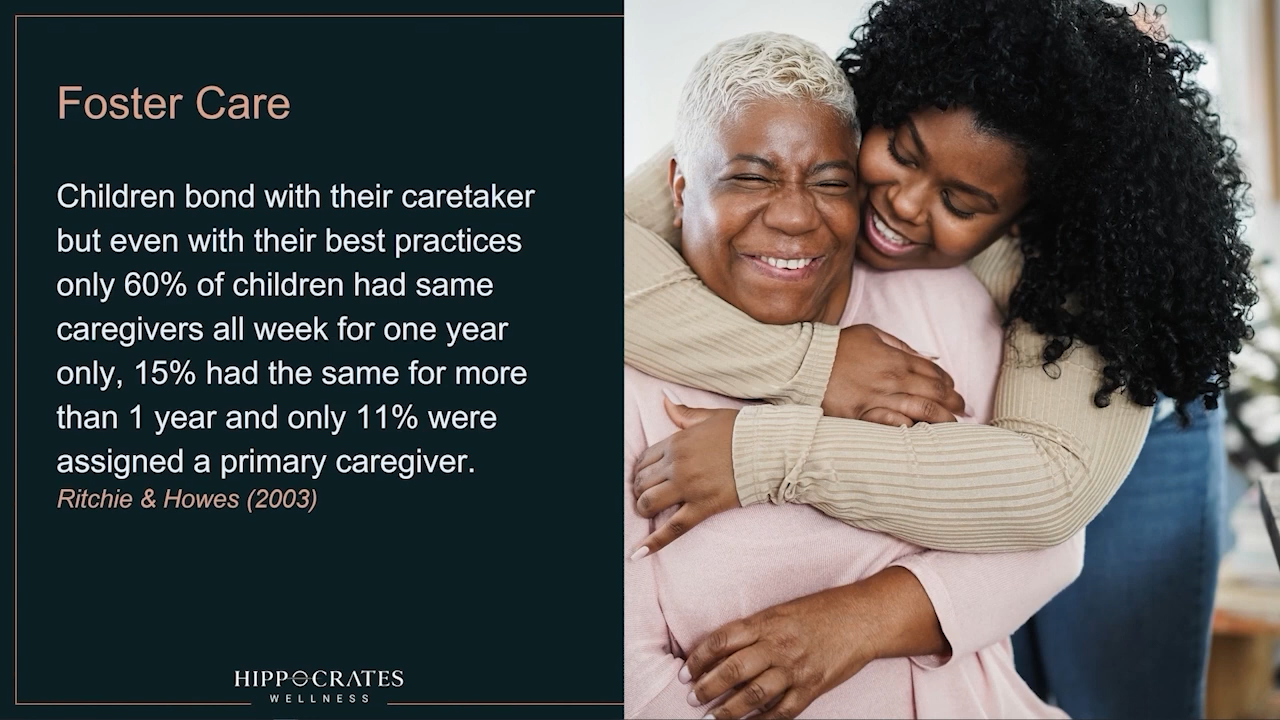 Foster Care
Children bond with their caretaker
but even with their best practices
only 60% of children had same
caregivers all week for one year
only, 15% had the same for more
than 1 year and only 11% were
assigned a primary caregiver.
Ritchie & Howes (2003)
HIPPOCRATES
WELLNESS